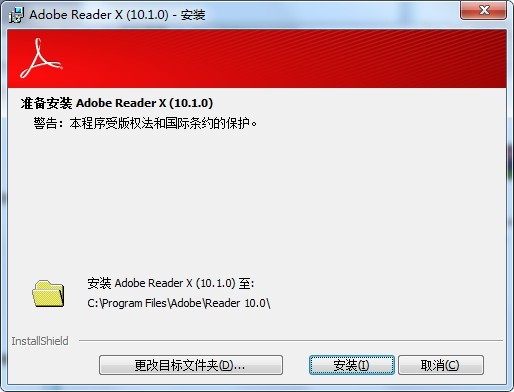 Adobe Reader X (10.1.0) - 安装
准备安装 Adobe Reader X (10.1.0)
警告：本程序受版权法和国际条约的保护。
安装 Adobe Reader X (10.1.0) 至:
C:\Program Files\Adobe\Reader 10.0\
InstallShield
更改目标文件夹(D)...
安装(I)
取消(C)